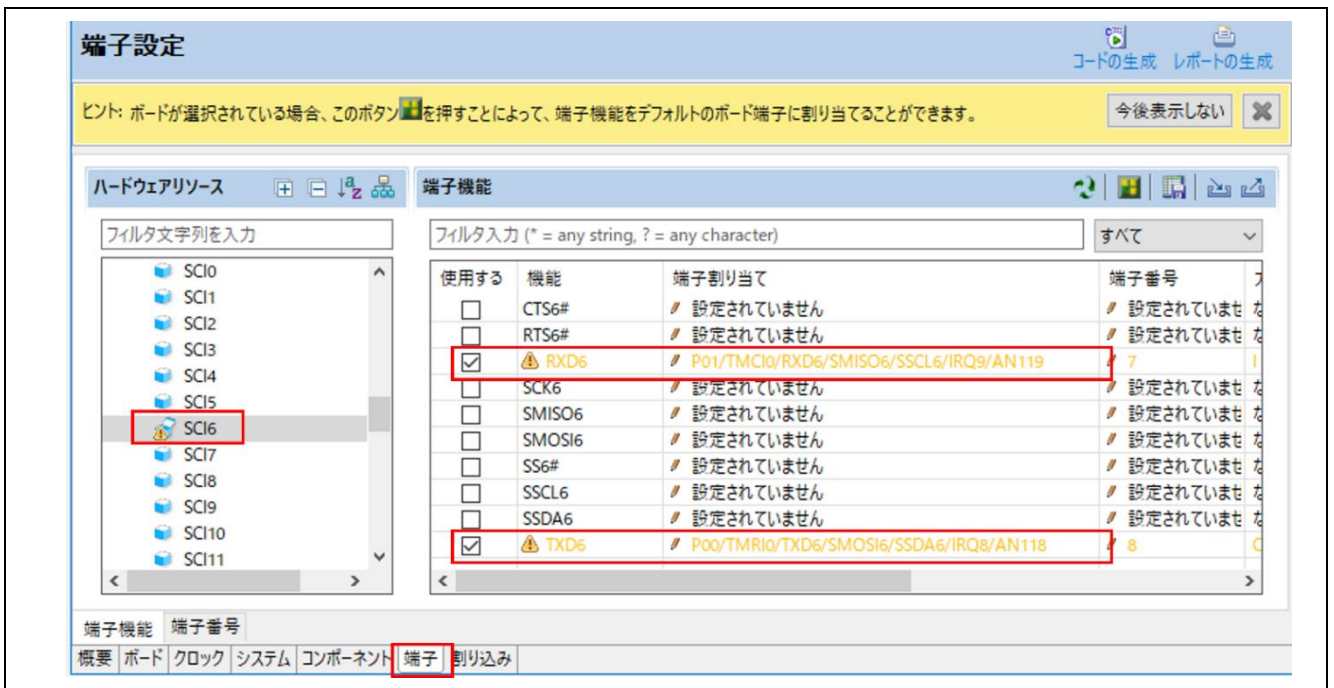 端子設定
コードの生成 レポートの生成
ヒント: ボードが選択されている場合、このボタンを押すことによって、端子機能をデフォルトのボード端子に割り当てることができます。 今後表示しない
ハードウェアリソース
端子機能
フィルタ文字列を入力
フィルタ入力 (* = any string, ? = any character) すべて
SCI0
SCI1
SCI2
SCI3
SCI4
SCI5
SCI6
SCI7
SCI8
SCI9
SCI10
SCI11
使用する 機能 端子割り当て 端子番号
CTS6# 設定されていません 設定されていませ な
RTS6# 設定されていません 設定されていませ な
RXD6 P01/TMCI0/RXD6/SMISO6/SSCL6/IRQ9/AN119 7 I
SCK6 設定されていません 設定されていませ な
SMISO6 設定されていません 設定されていませ な
SMOSI6 設定されていません 設定されていませ な
SS6# 設定されていません 設定されていませ な
SSCL6 設定されていません 設定されていませ な
SSDA6 設定されていません 設定されていませ な
TXD6 P00/TMRI0/TXD6/SMOSI6/SSDA6/IRQ8/AN118 8
端子機能 端子番号
概要 ボード クロック システム コンポーネント 端子 割り込み